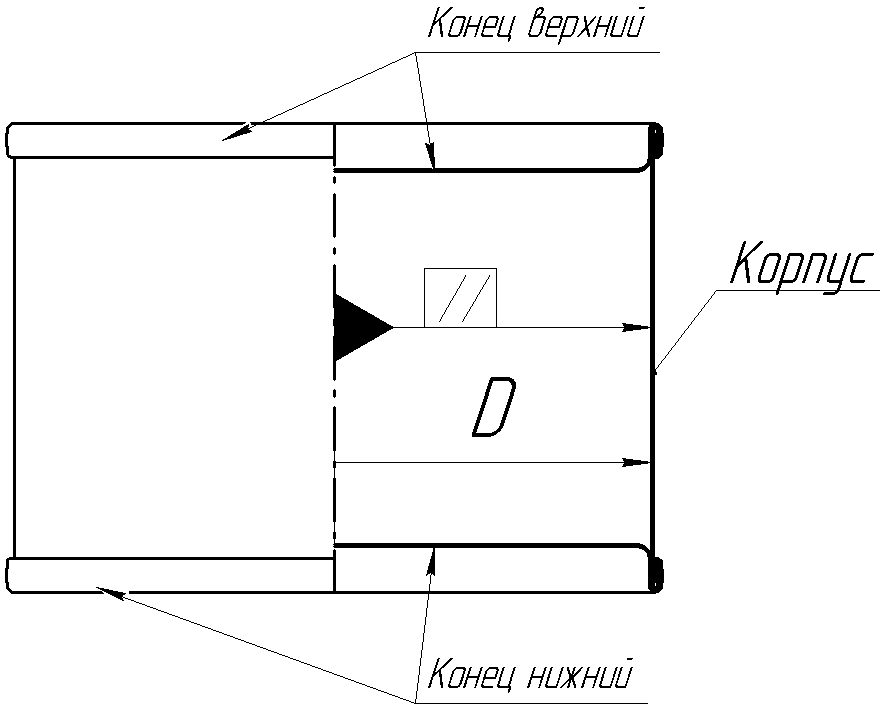 Конец верхний
Корпус
D
Конец нижний